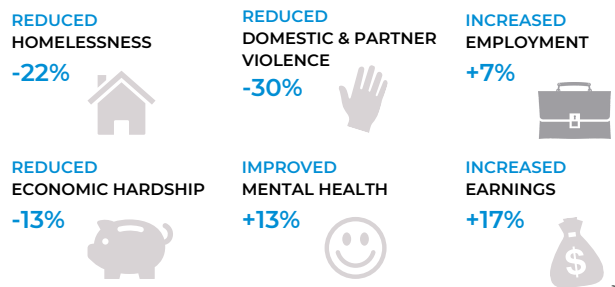 REDUCED
HOMELESSNESS
-22%
REDUCED
DOMESTIC & PARTNER
VIOLENCE
-30%
INCREASED
EMPLOYMENT
+7%
REDUCED
ECONOMIC HARDSHIP
-13%
IMPROVED
MENTAL HEALTH
+13%
INCREASED
EARNINGS
+17%
$